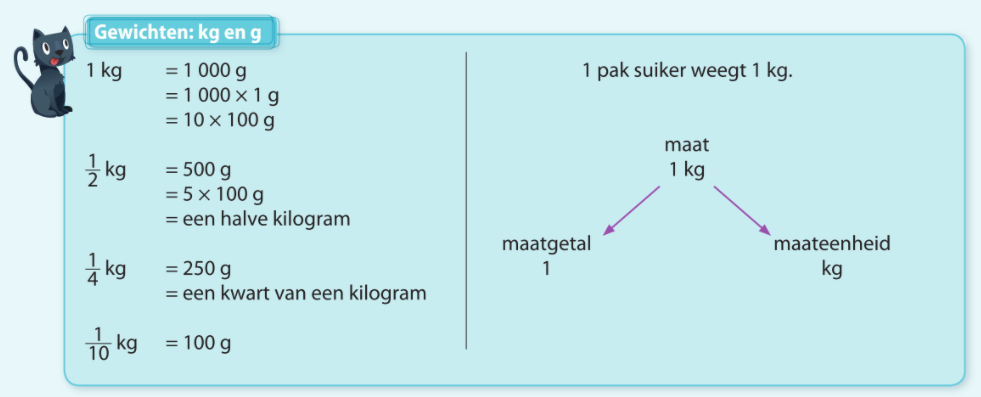 Gewichten: kg en g
1 kg = 1 000 g
= 1 000 × 1 g
= 10 × 100 g
1/2 kg = 500 g
= 5 × 100 g
= een halve kilogram
1/4 kg = 250 g
= een kwart van een kilogram
1/10 kg = 100 g
1 pak suiker weegt 1 kg.
maat
1 kg
maatgetal
1
maateenheid
kg